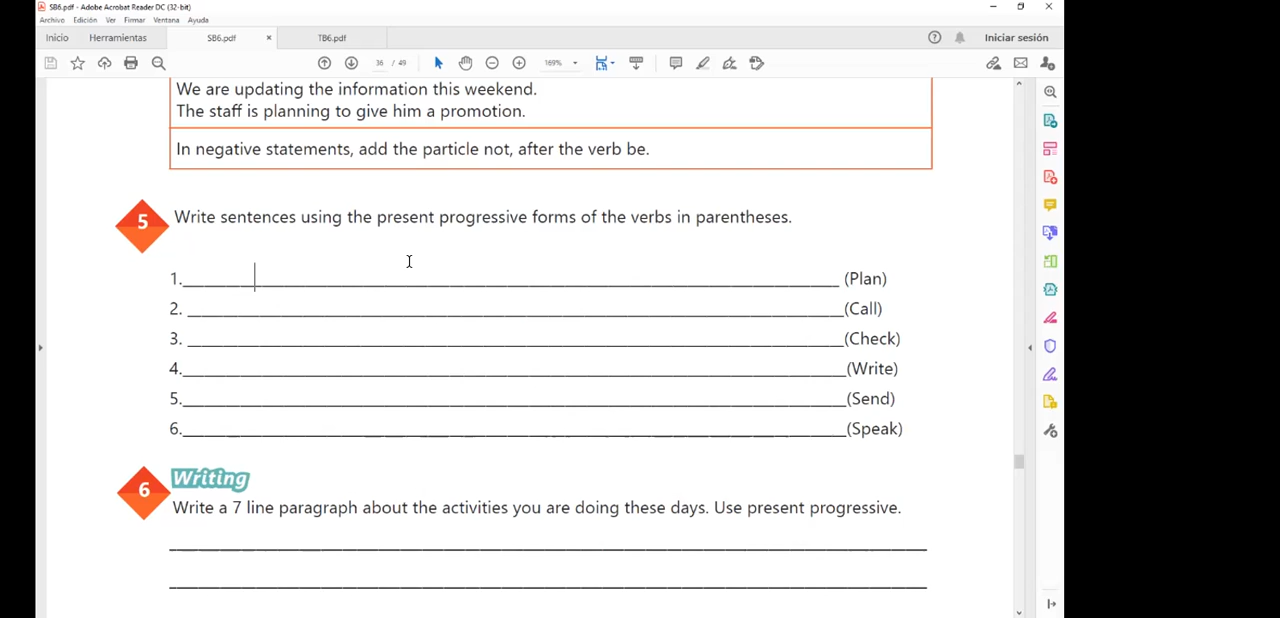 SB6.pdf - Adobe Acrobat Reader DC (32-bit)
Archivo Edición Ver Firmar Ventana Ayuda
Inicio Herramientas SB6.pdf × TB6.pdf Iniciar sesión
36 / 49 169%
We are updating the information this weekend.
The staff is planning to give him a promotion.
In negative statements, add the particle not, after the verb be.
5 Write sentences using the present progressive forms of the verbs in parentheses.
1. (Plan)
2. (Call)
3. (Check)
4. (Write)
5. (Send)
6. (Speak)
6 Writing
Write a 7 line paragraph about the activities you are doing these days. Use present progressive.